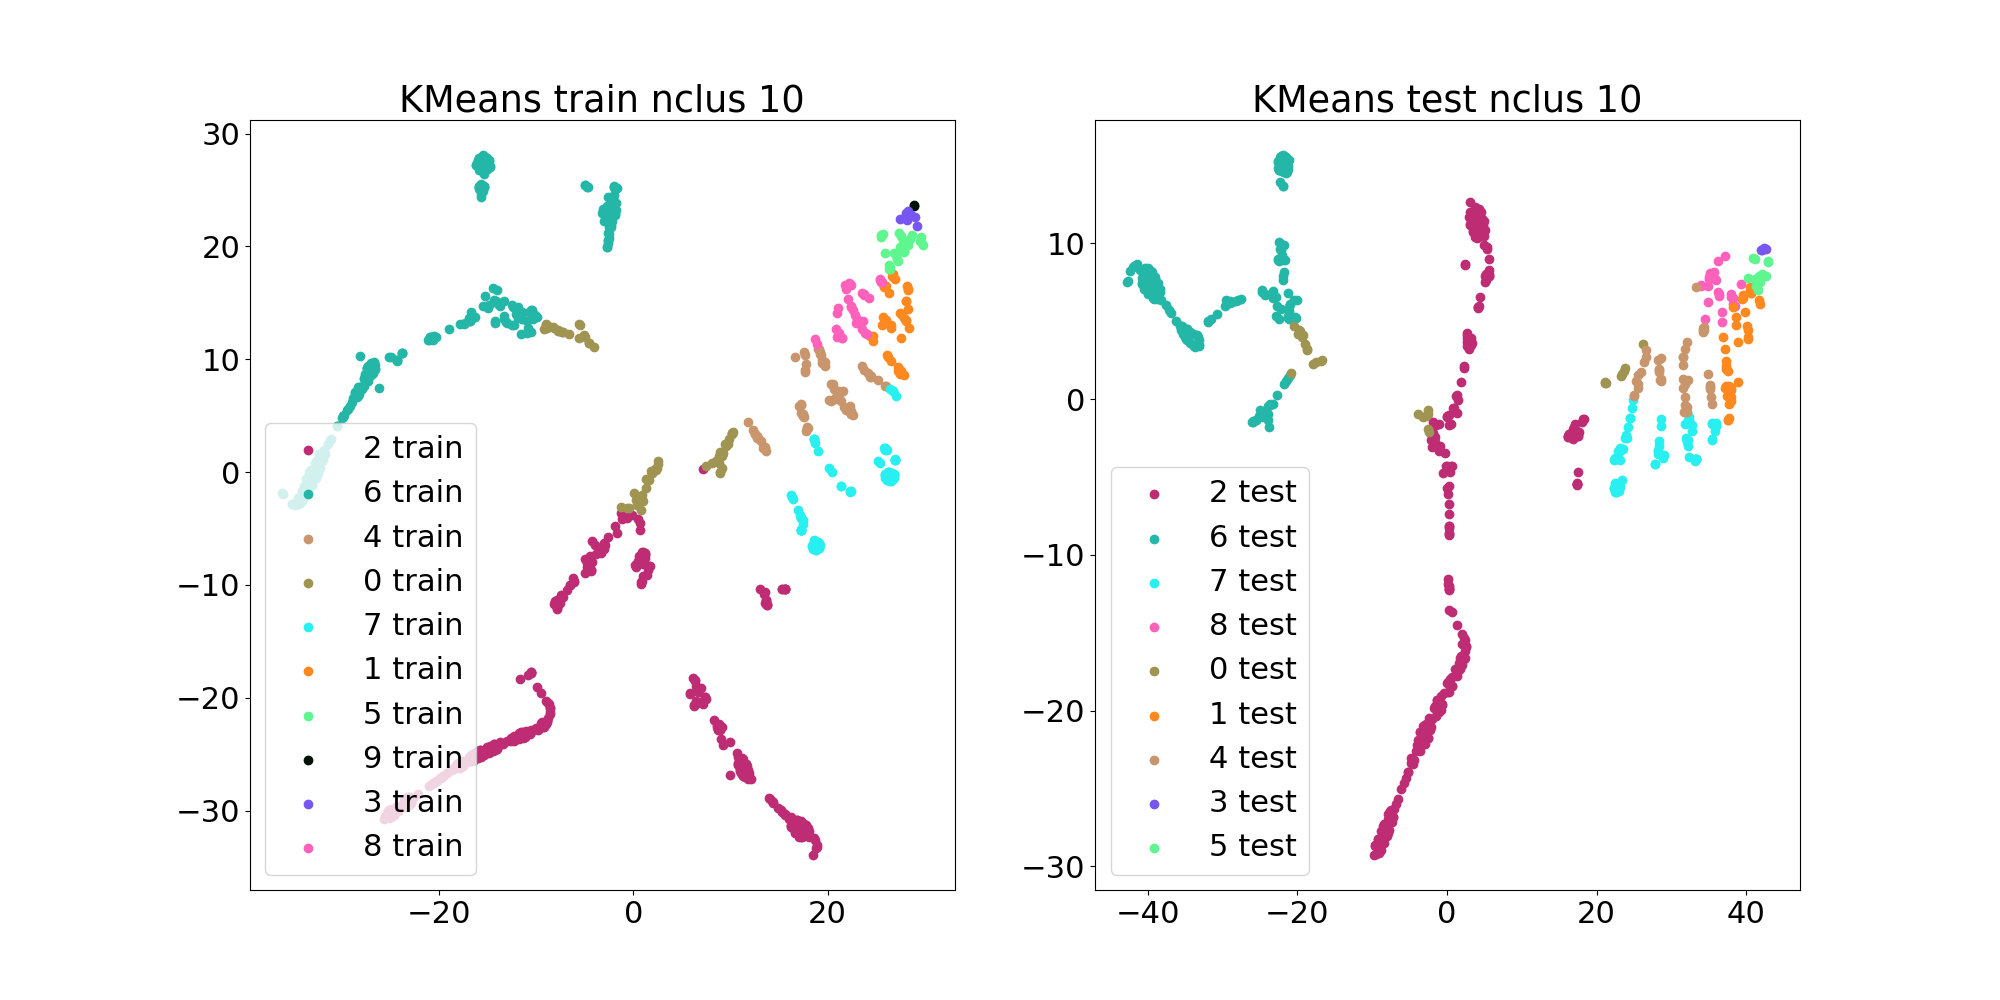 KMeans train nclus 10
30
20
10
0
−10
−20
−30
−20
0
20
2 train
6 train
4 train
0 train
7 train
1 train
5 train
9 train
3 train
8 train
KMeans test nclus 10
10
0
−10
−20
−30
−40
−20
0
20
40
2 test
6 test
7 test
8 test
0 test
1 test
4 test
3 test
5 test